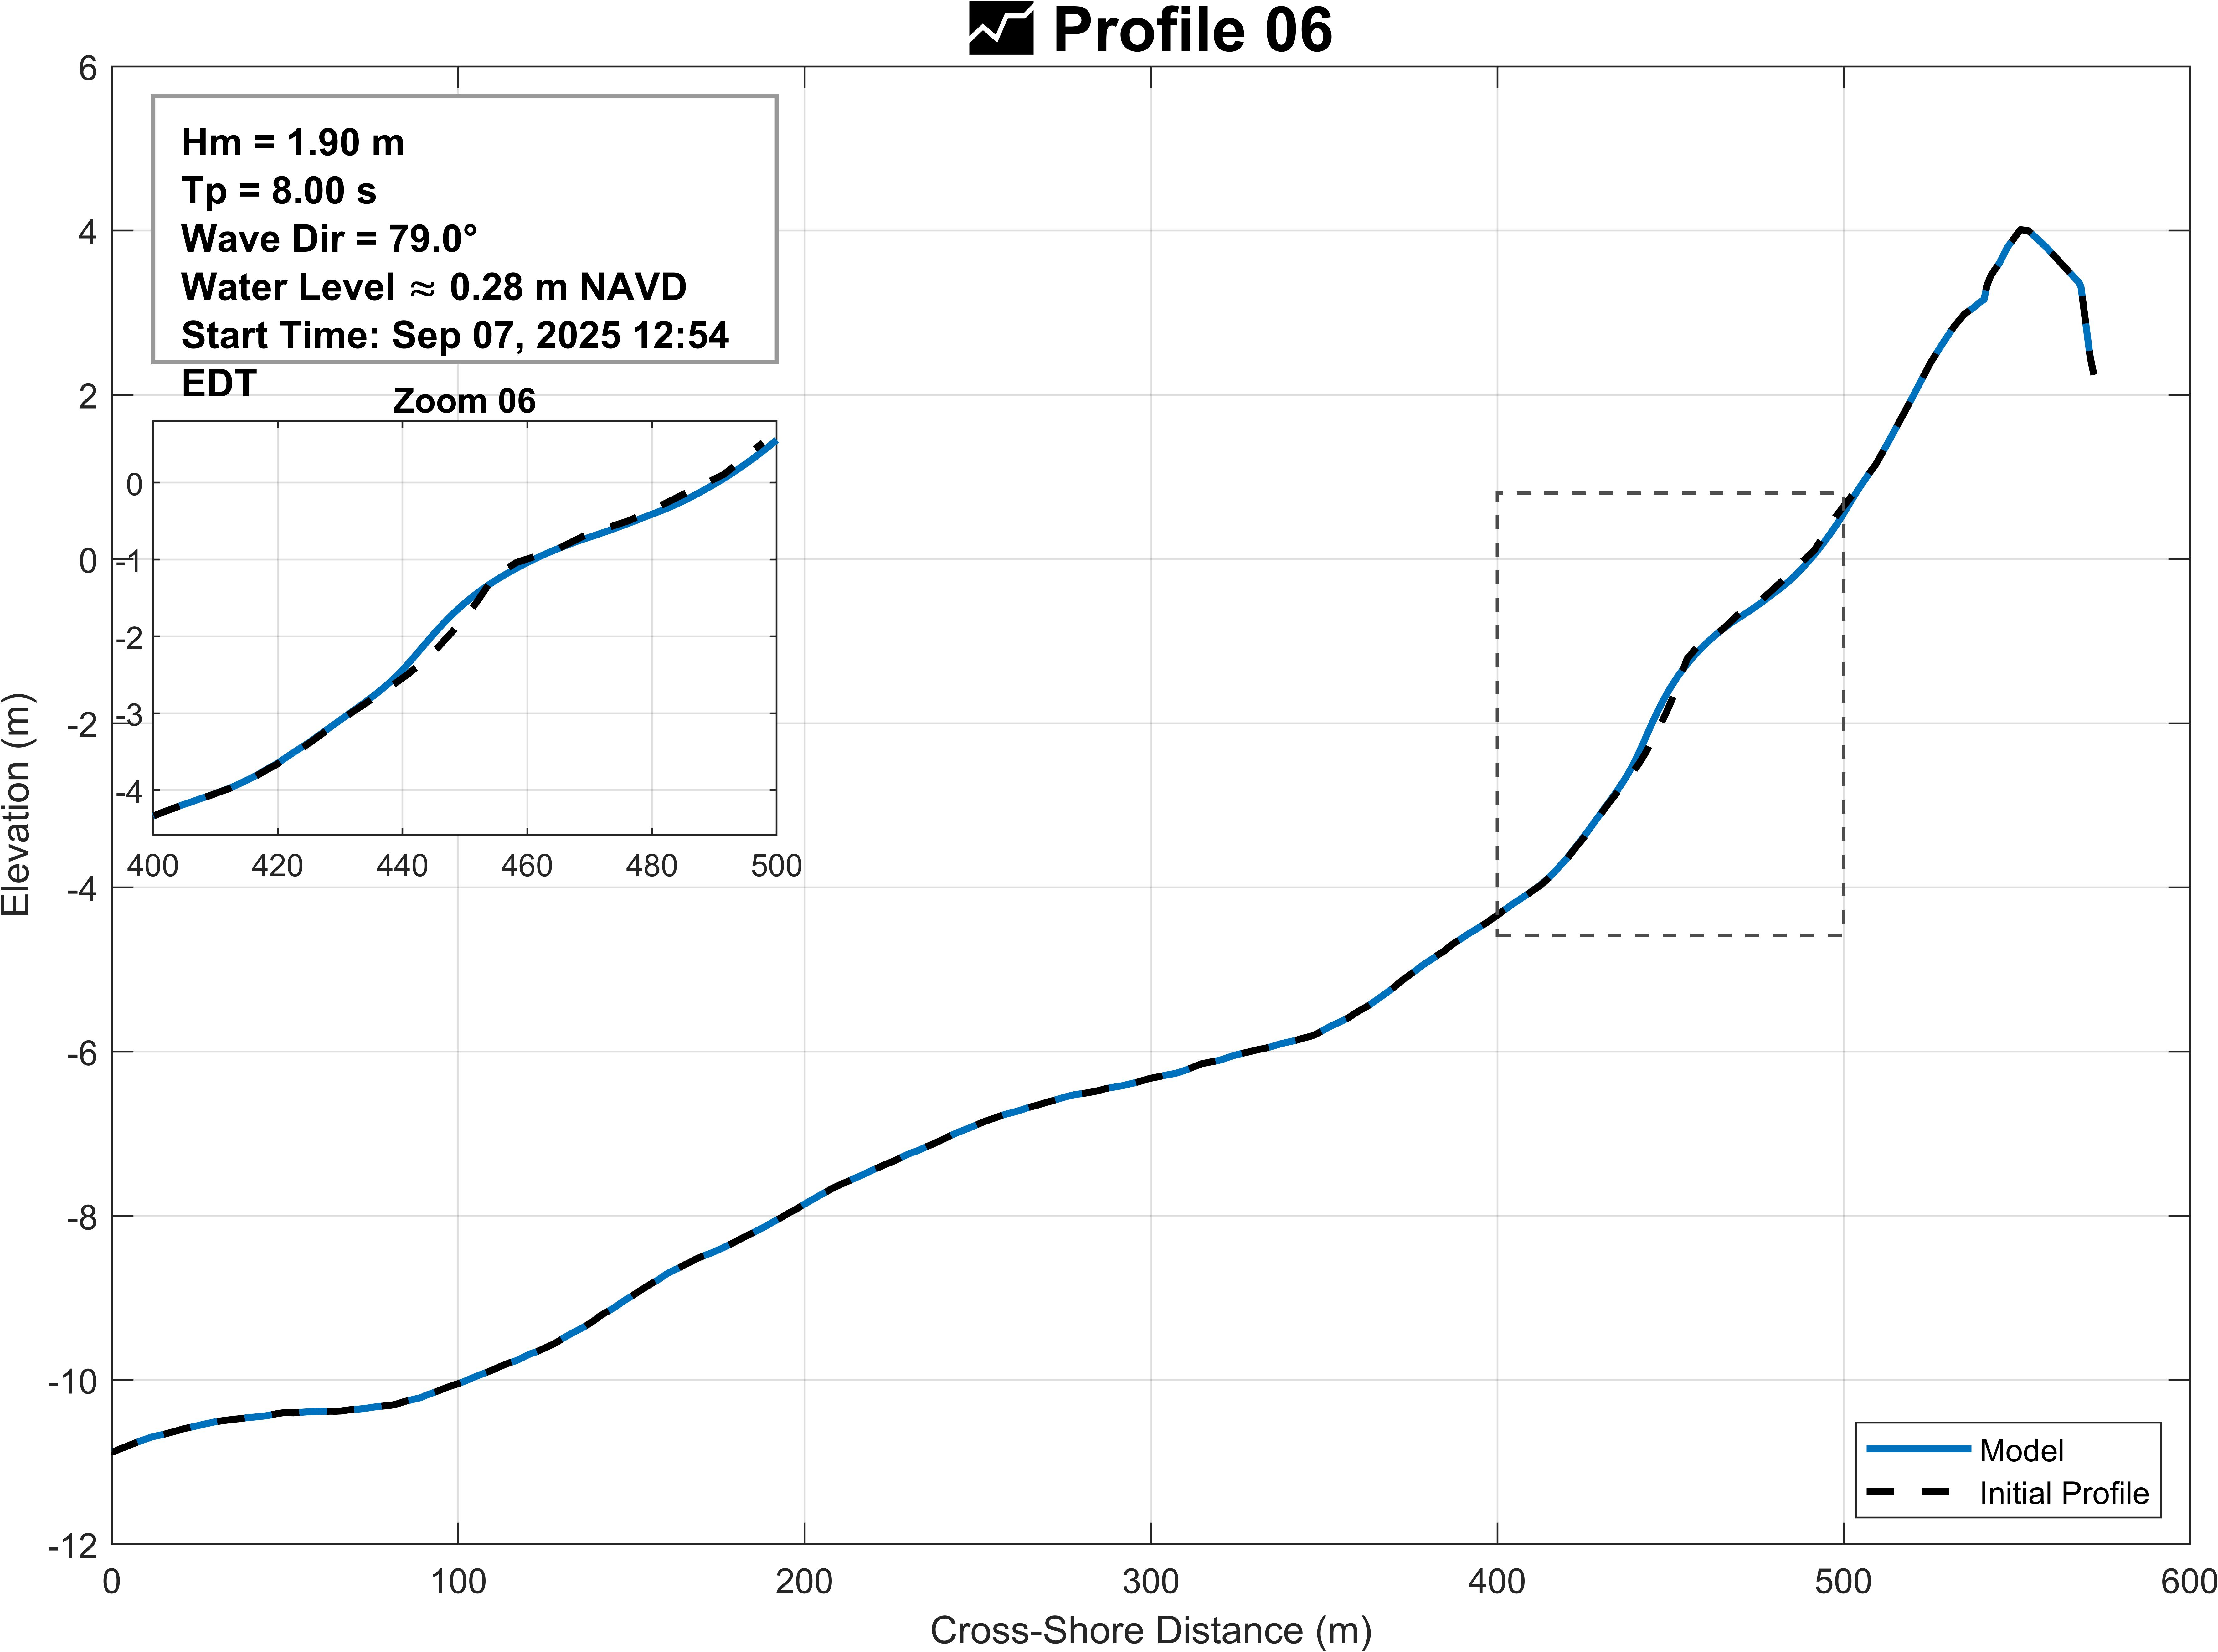 Profile 06
6
4
2
0
-2
-4
-6
-8
-10
-12
Elevation (m)
Hm = 1.90 m
Tp = 8.00 s
Wave Dir = 79.0°
Water Level ≈ 0.28 m NAVD
Start Time: Sep 07, 2025 12:54
EDT
Zoom 06
0
-1
-2
-3
-4
400 420 440 460 480 500
Model
Initial Profile
0 100 200 300 400 500 600
Cross-Shore Distance (m)